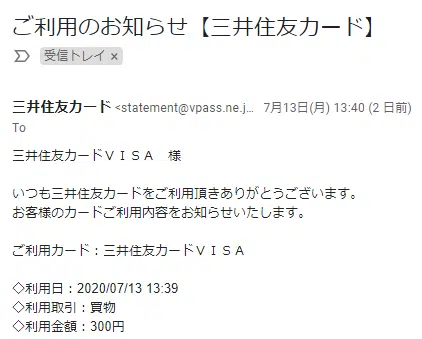 ご利用のお知らせ【三井住友カード】
受信トレイ ×
三井住友カード <statement@vpass.ne.j... 7月13日(月) 13:40 (2 日前)
To
三井住友カードＶＩＳＡ　様
いつも三井住友カードをご利用頂きありがとうございます。
お客様のカードご利用内容をお知らせいたします。
ご利用カード：三井住友カードＶＩＳＡ
◇利用日：2020/07/13 13:39
◇利用取引：買物
◇利用金額：300円